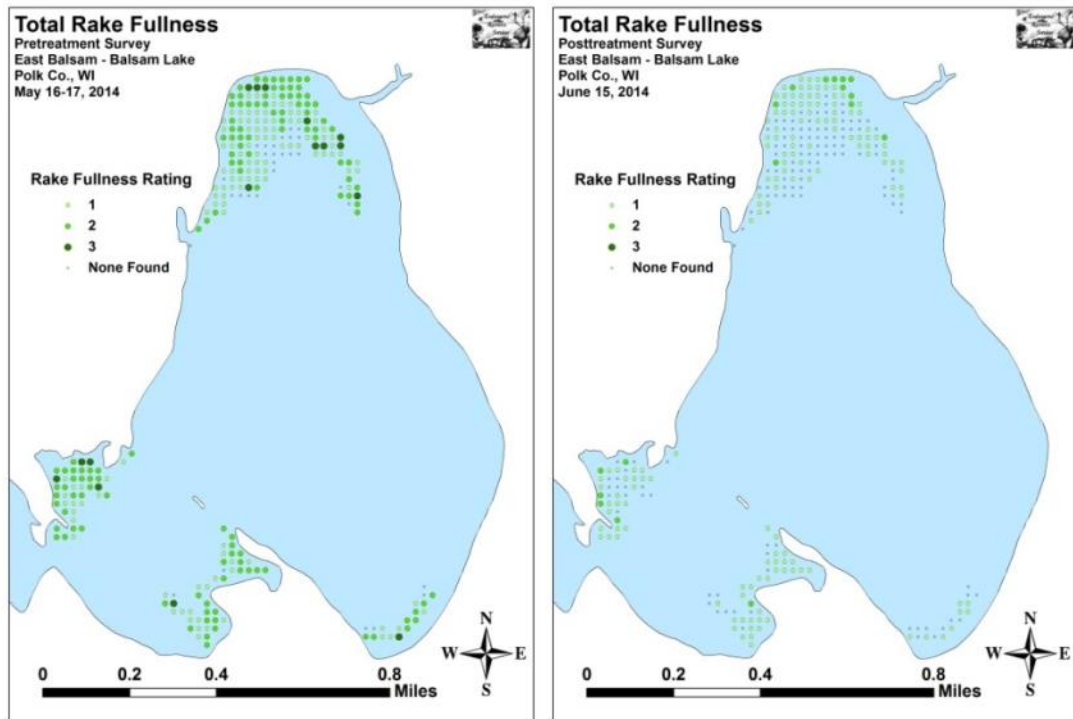 Total Rake Fullness
Pretreatment Survey
East Balsam - Balsam Lake
Polk Co., WI
May 16-17, 2014
Rake Fullness Rating
1
2
3
None Found
N
W E
S
0 0.2 0.4 0.8
Miles
Total Rake Fullness
Posttreatment Survey
East Balsam - Balsam Lake
Polk Co., WI
June 15, 2014
Rake Fullness Rating
1
2
3
None Found
N
W E
S
0 0.2 0.4 0.8
Miles